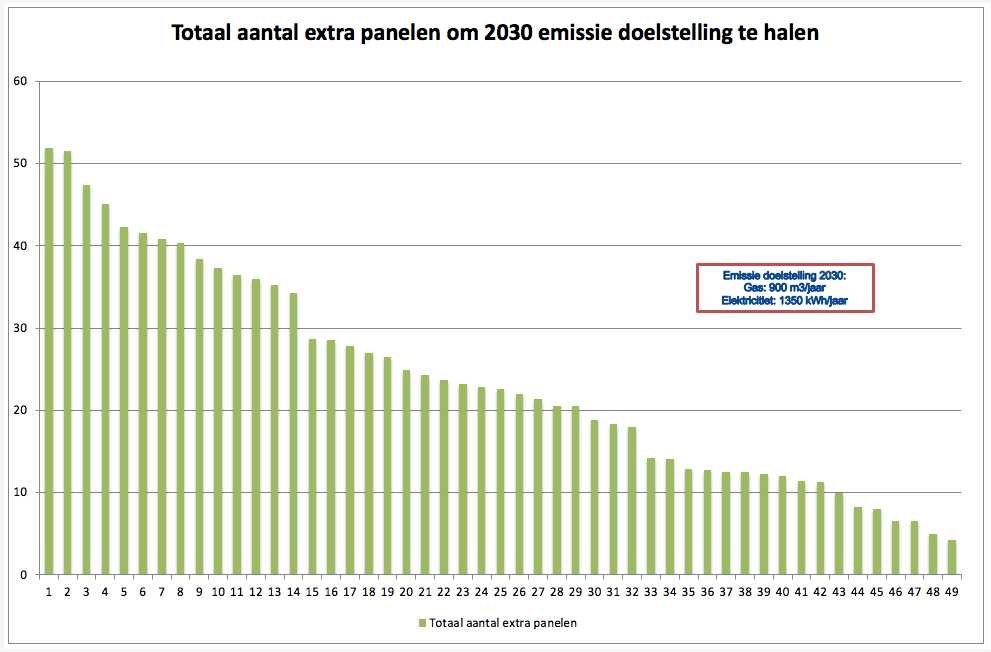 Totaal aantal extra panelen om 2030 emissie doelstelling te halen
60
50
40
30
20
10
0
Emissie doelstelling 2030:
Gas: 900 m3/jaar
Elektriciteit: 1350 kWh/jaar
1 2 3 4 5 6 7 8 9 10 11 12 13 14 15 16 17 18 19 20 21 22 23 24 25 26 27 28 29 30 31 32 33 34 35 36 37 38 39 40 41 42 43 44 45 46 47 48 49
Totaal aantal extra panelen